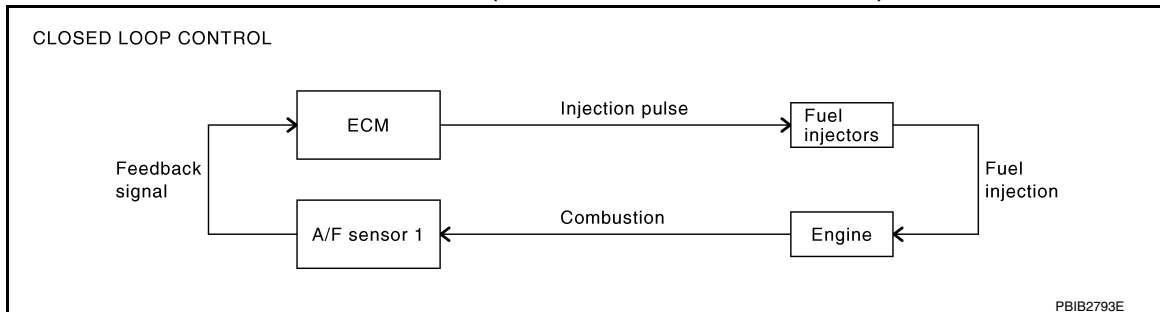 CLOSED LOOP CONTROL
ECM
Injection pulse
Fuel
injectors
Feedback
signal
Fuel
injection
A/F sensor 1
Combustion
Engine
PBIB2793E